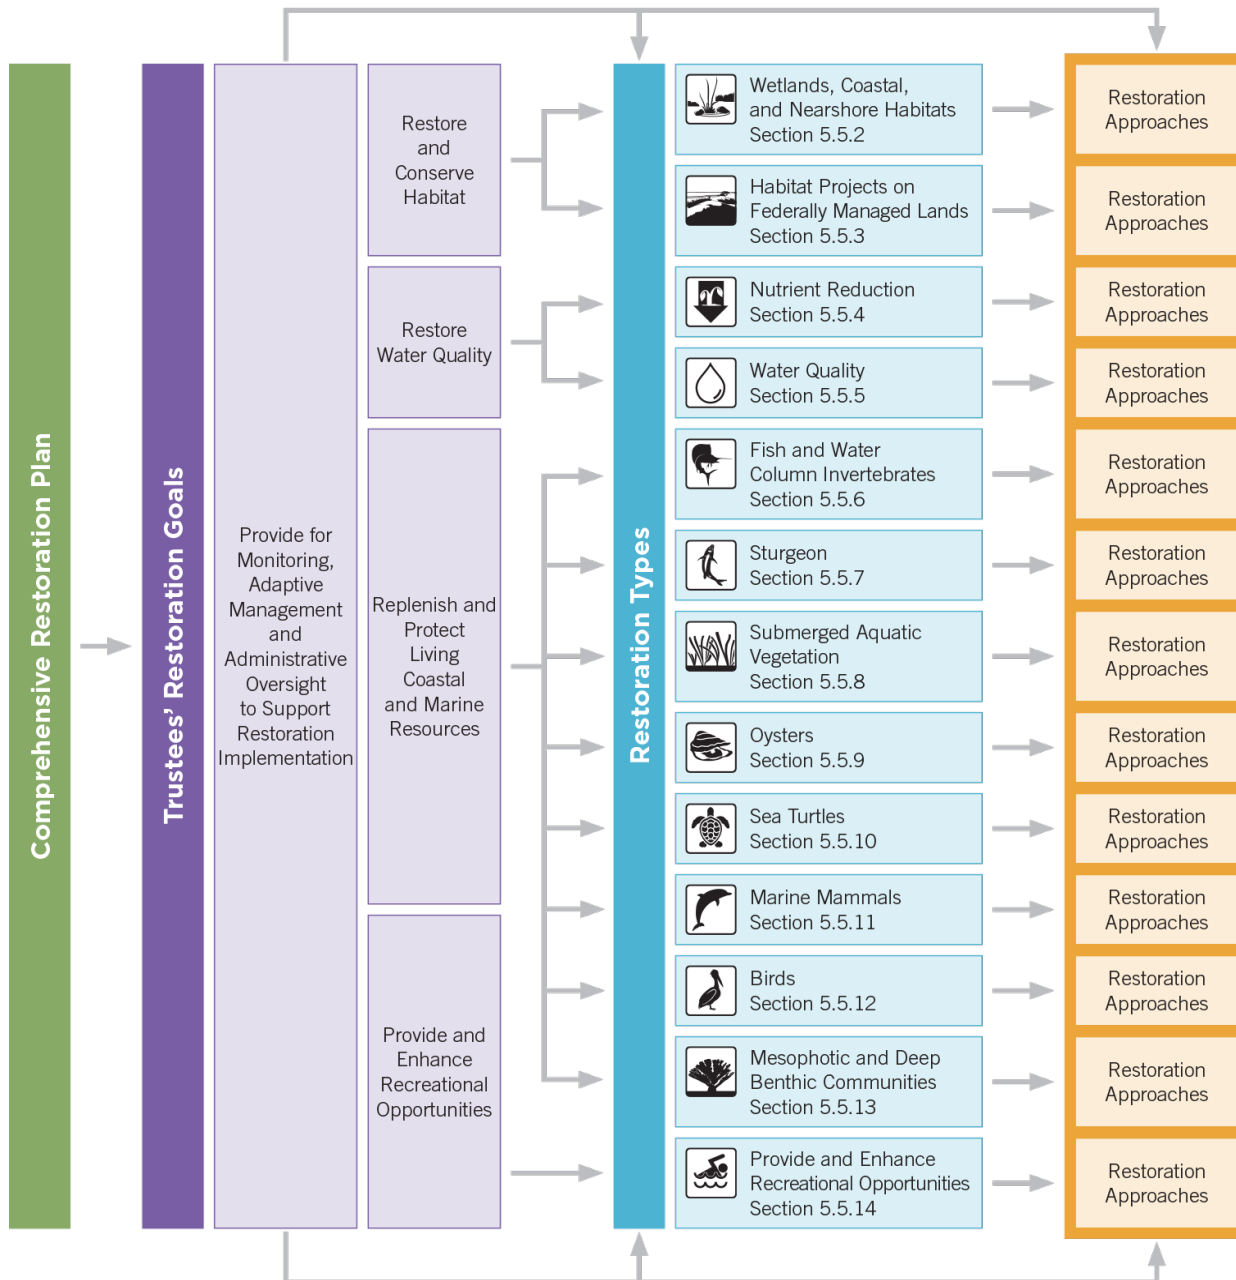 Comprehensive Restoration Plan
Trustees’ Restoration Goals
Provide for
Monitoring,
Adaptive
Management
and
Administrative
Oversight
to Support
Restoration
Implementation
Restore
and
Conserve
Habitat
Restore
Water Quality
Replenish and
Protect
Living
Coastal
and Marine
Resources
Provide and
Enhance
Recreational
Opportunities
Restoration Types
Wetlands, Coastal,
and Nearshore Habitats
Section 5.5.2
Habitat Projects on
Federally Managed Lands
Section 5.5.3
Nutrient Reduction
Section 5.5.4
Water Quality
Section 5.5.5
Fish and Water
Column Invertebrates
Section 5.5.6
Sturgeon
Section 5.5.7
Submerged Aquatic
Vegetation
Section 5.5.8
Oysters
Section 5.5.9
Sea Turtles
Section 5.5.10
Marine Mammals
Section 5.5.11
Birds
Section 5.5.12
Mesophotic and Deep
Benthic Communities
Section 5.5.13
Provide and Enhance
Recreational Opportunities
Section 5.5.14
Restoration
Approaches
Restoration
Approaches
Restoration
Approaches
Restoration
Approaches
Restoration
Approaches
Restoration
Approaches
Restoration
Approaches
Restoration
Approaches
Restoration
Approaches
Restoration
Approaches
Restoration
Approaches
Restoration
Approaches
Restoration
Approaches